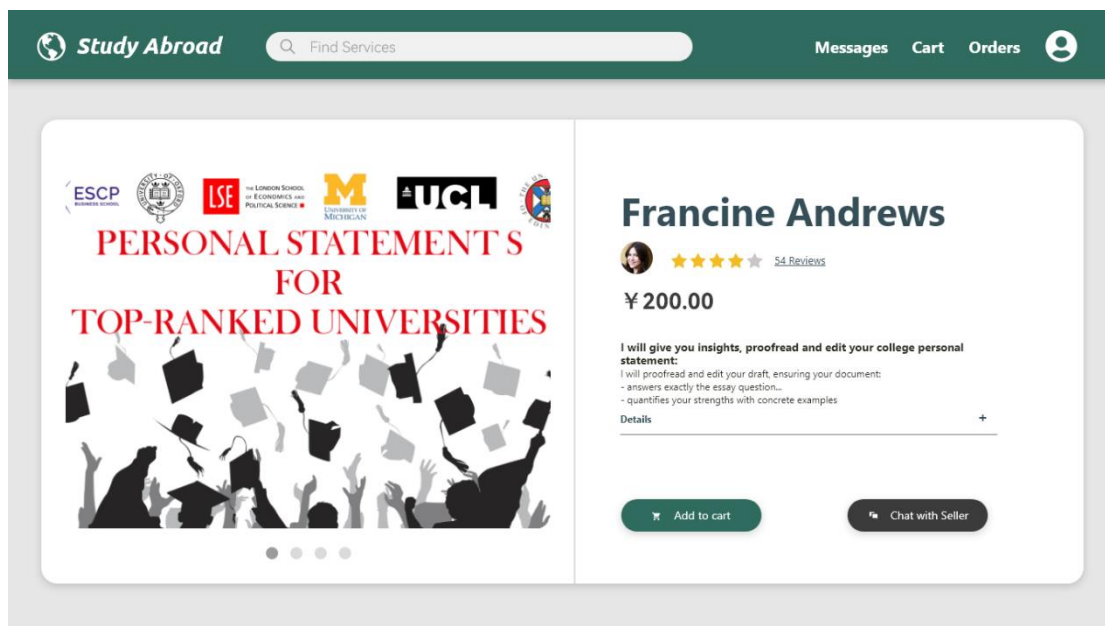 Study Abroad
Find Services
Messages Cart Orders
ESCP
BUSINESS SCHOOL
LSE
THE LONDON SCHOOL
OF ECONOMICS AND
POLITICAL SCIENCE
M
UNIVERSITY OF
MICHIGAN
UCL
PERSONAL STATEMENT S
FOR
TOP-RANKED UNIVERSITIES
Francine Andrews
54 Reviews
￥200.00
I will give you insights, proofread and edit your college personal
statement:
I will proofread and edit your draft, ensuring your document:
- answers exactly the essay question...
- quantifies your strengths with concrete examples
Details +
Add to cart
Chat with Seller